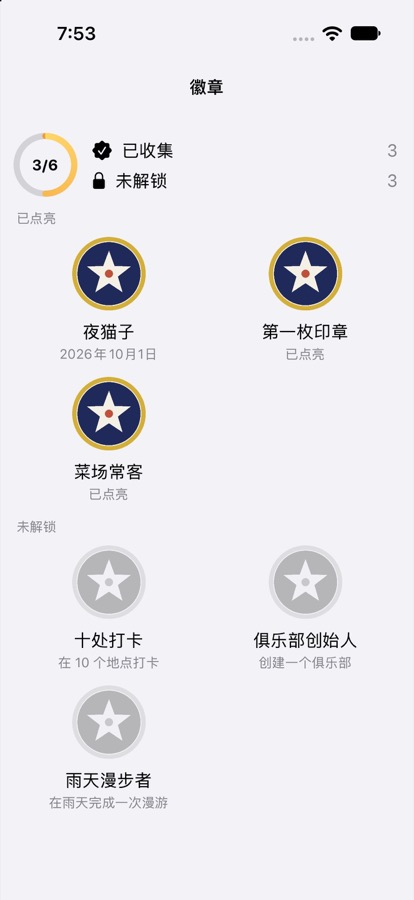 7:53
徽章
3/6
已收集 3
未解锁 3
已点亮
夜猫子
2026年10月1日
第一枚印章
已点亮
菜场常客
已点亮
未解锁
十处打卡
在 10 个地点打卡
俱乐部创始人
创建一个俱乐部
雨天漫步者
在雨天完成一次漫游